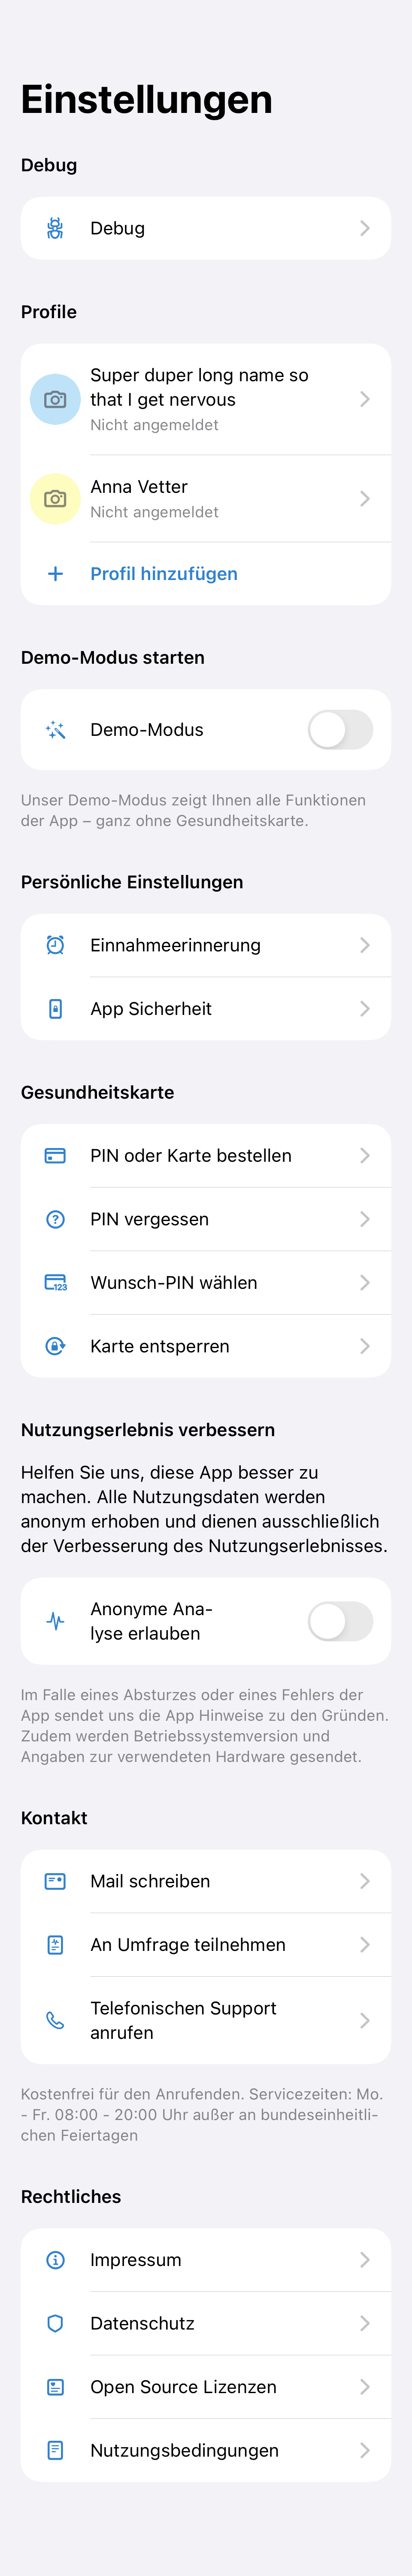 Einstellungen
Debug
Debug
Profile
Super duper long name so
that I get nervous
Nicht angemeldet
Anna Vetter
Nicht angemeldet
Profil hinzufügen
Demo-Modus starten
Demo-Modus
Unser Demo-Modus zeigt Ihnen alle Funktionen
der App – ganz ohne Gesundheitskarte.
Persönliche Einstellungen
Einnahmeerinnerung
App Sicherheit
Gesundheitskarte
PIN oder Karte bestellen
PIN vergessen
123
Wunsch-PIN wählen
Karte entsperren
Nutzungserlebnis verbessern
Helfen Sie uns, diese App besser zu
machen. Alle Nutzungsdaten werden
anonym erhoben und dienen ausschließlich
der Verbesserung des Nutzungserlebnisses.
Anonyme Ana-
lyse erlauben
Im Falle eines Absturzes oder eines Fehlers der
App sendet uns die App Hinweise zu den Gründen.
Zudem werden Betriebssystemversion und
Angaben zur verwendeten Hardware gesendet.
Kontakt
Mail schreiben
An Umfrage teilnehmen
Telefonischen Support
anrufen
Kostenfrei für den Anrufenden. Servicezeiten: Mo.
- Fr. 08:00 - 20:00 Uhr außer an bundeseinheitli-
chen Feiertagen
Rechtliches
Impressum
Datenschutz
Open Source Lizenzen
Nutzungsbedingungen